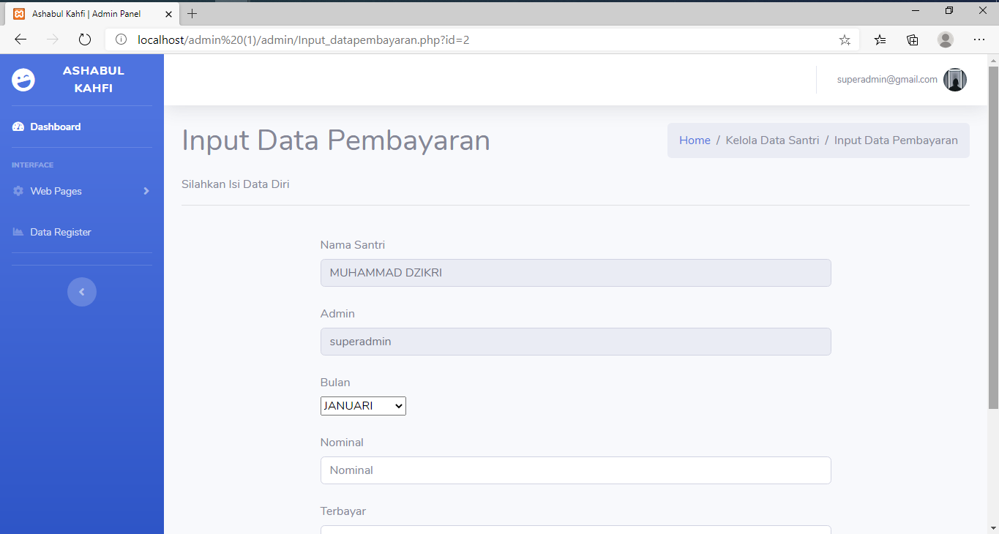 Ashabul Kahfi | Admin Panel
localhost/admin%20(1)/admin/Input_datapembayaran.php?id=2
ASHABUL
KAHFI
superadmin@gmail.com
Dashboard
INTERFACE
Web Pages
Data Register
Input Data Pembayaran
Home / Kelola Data Santri / Input Data Pembayaran
Silahkan Isi Data Diri
Nama Santri
MUHAMMAD DZIKRI
Admin
superadmin
Bulan
JANUARI
Nominal
Nominal
Terbayar